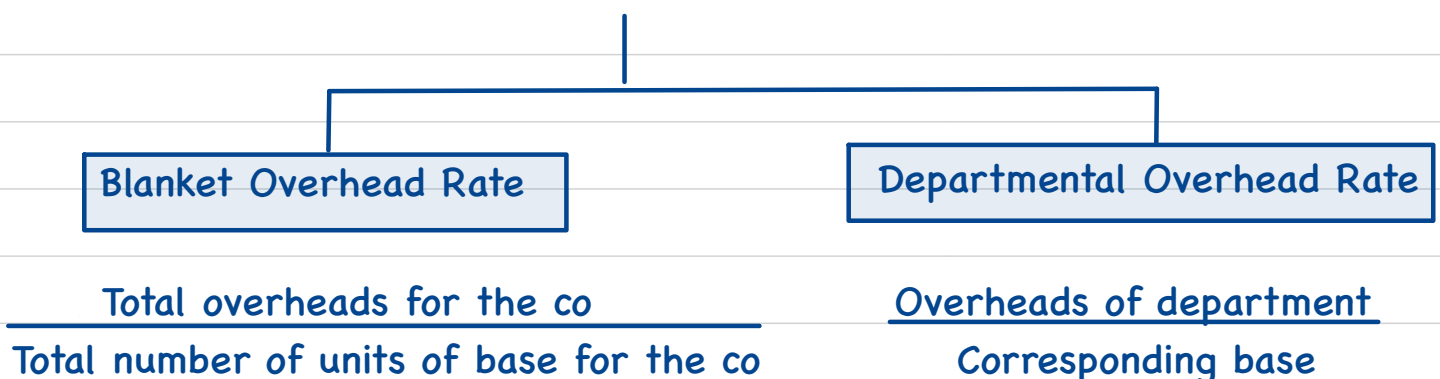 Blanket Overhead Rate
Departmental Overhead Rate
Total overheads for the co
Total number of units of base for the co
Overheads of department
Corresponding base